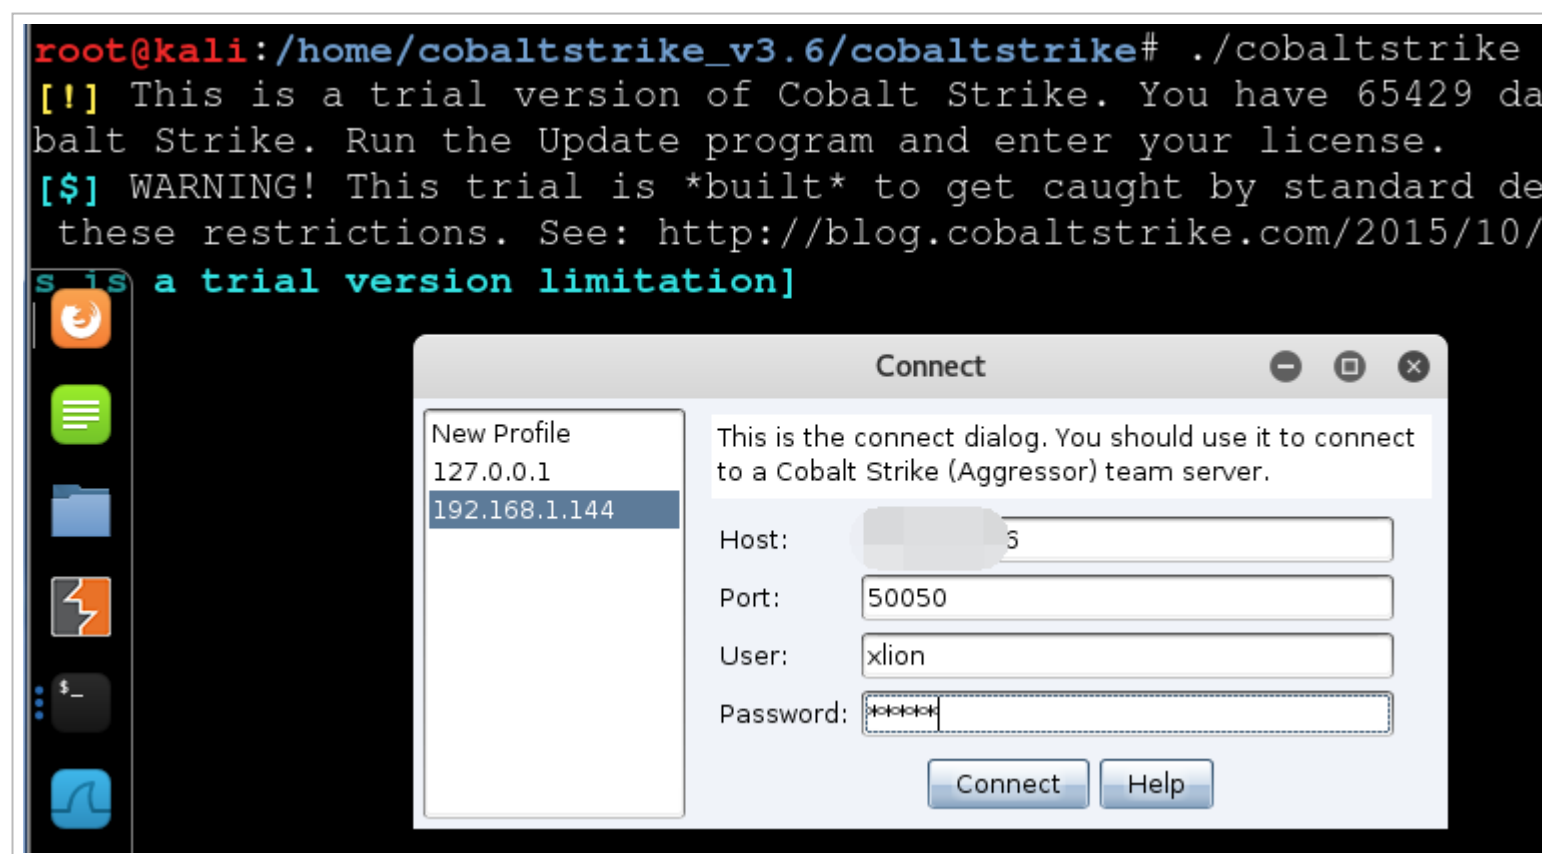 root@kali:/home/cobaltstrike_v3.6/cobaltstrike# ./cobaltstrike
[!] This is a trial version of Cobalt Strike. You have 65429 da
balt Strike. Run the Update program and enter your license.
[$] WARNING! This trial is *built* to get caught by standard de
these restrictions. See: http://blog.cobaltstrike.com/2015/10/
s is a trial version limitation]
Connect
New Profile
127.0.0.1
192.168.1.144
This is the connect dialog. You should use it to connect
to a Cobalt Strike (Aggressor) team server.
Host: 6
Port: 50050
User: xlion
Password: ******
Connect Help
$_